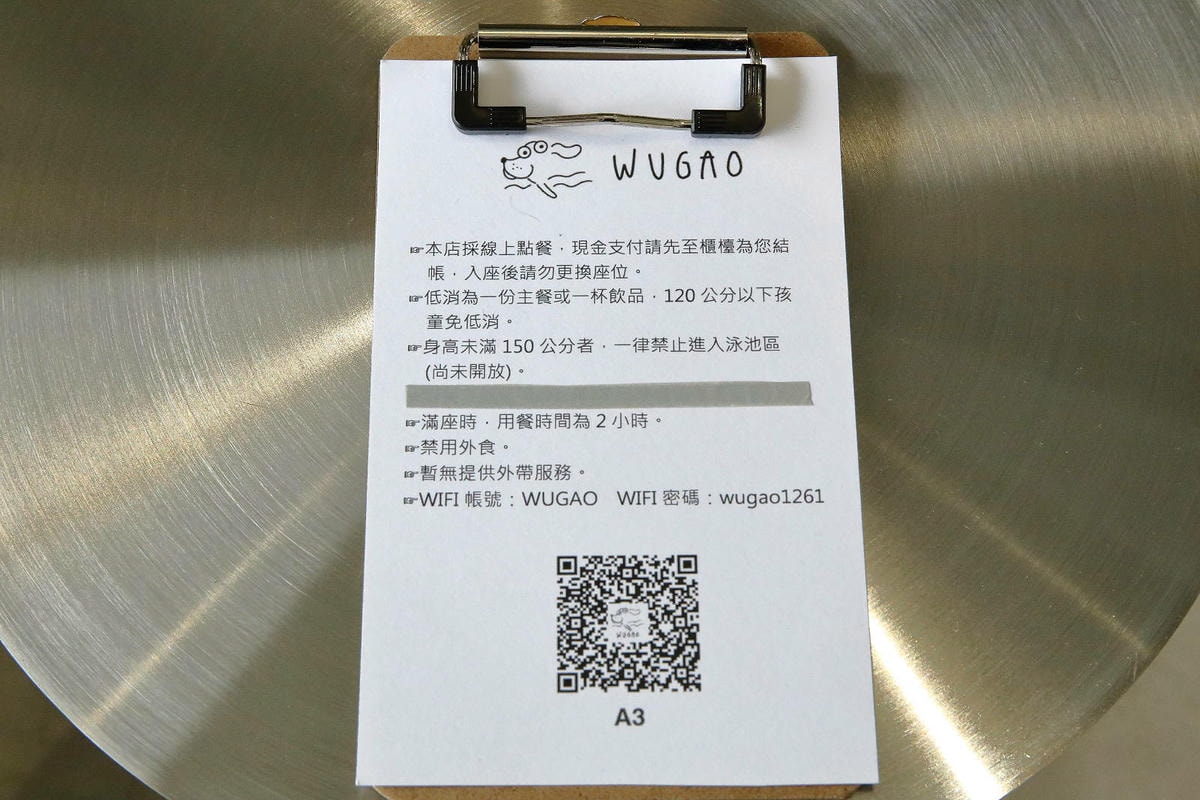 WUGAO
☞本店採線上點餐，現金支付請先至櫃檯為您結
帳，入座後請勿更換座位。
☞低消為一份主餐或一杯飲品，120 公分以下孩
童免低消。
☞身高未滿 150 公分者，一律禁止進入泳池區
(尚未開放)。
☞滿座時，用餐時間為 2 小時。
☞禁用外食。
☞暫無提供外帶服務。
☞WIFI 帳號：WUGAO　WIFI 密碼：wugao1261
WUGAO
A3